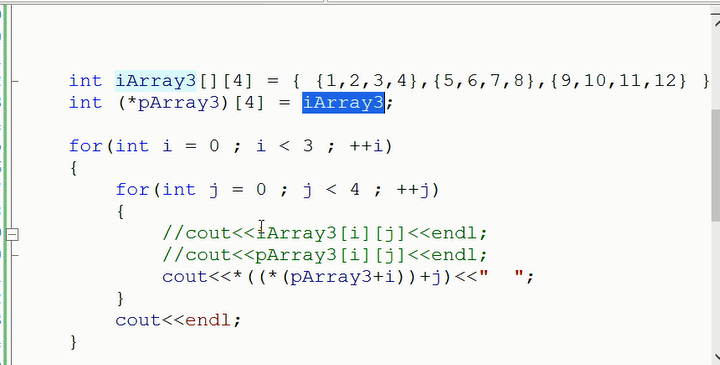 int iArray3[][4] = { {1,2,3,4},{5,6,7,8},{9,10,11,12} }
int (*pArray3)[4] = iArray3;
for(int i = 0 ; i < 3 ; ++i)
{
for(int j = 0 ; j < 4 ; ++j)
{
//cout<<iArray3[i][j]<<endl;
//cout<<pArray3[i][j]<<endl;
cout<<*((*(pArray3+i))+j)<<"  ";
}
cout<<endl;
}